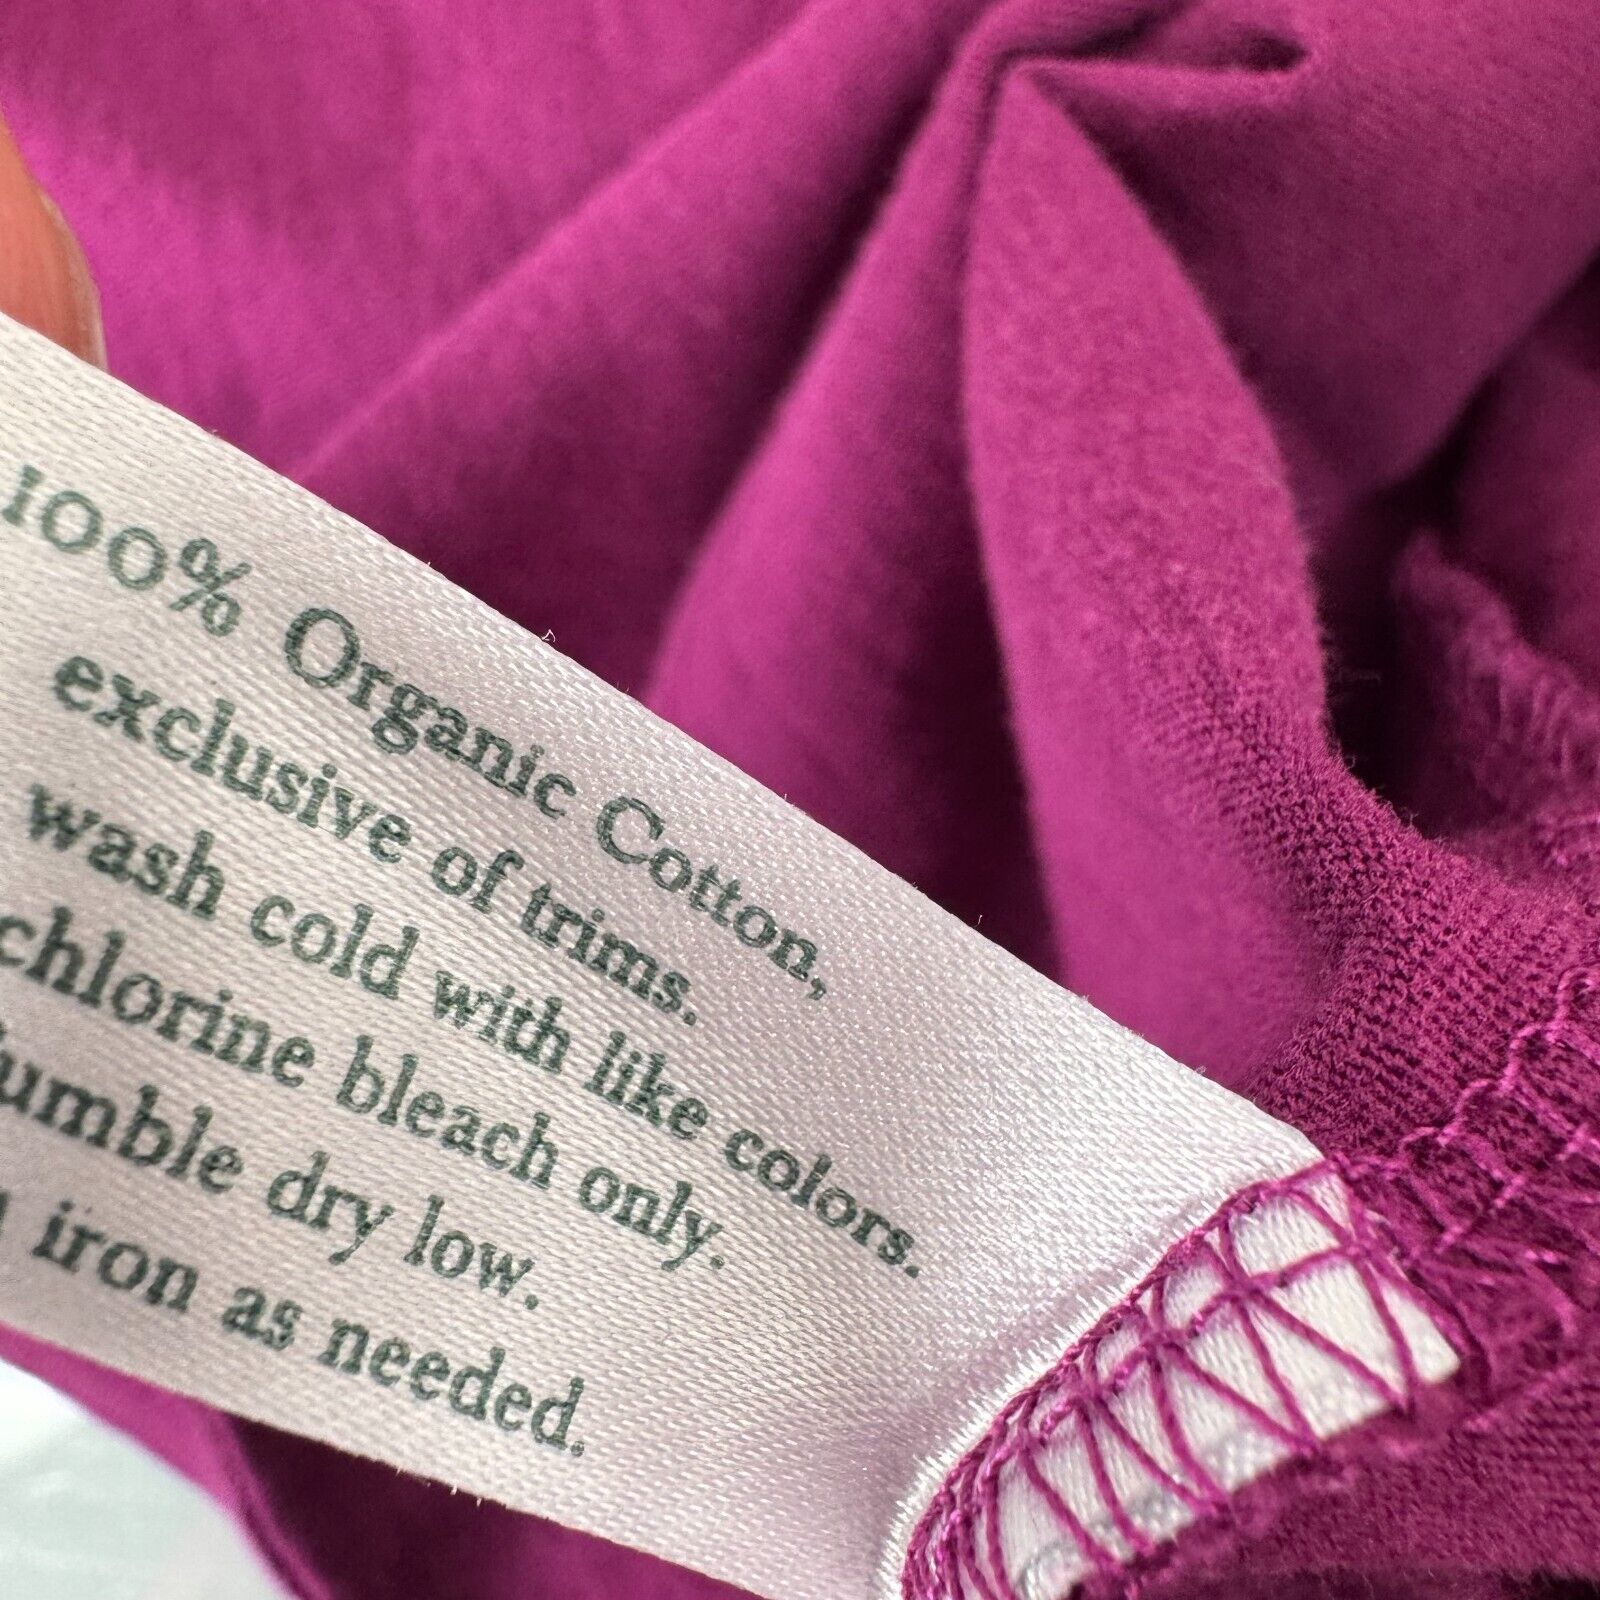 100% Organic Cotton,
exclusive of trims.
wash cold with like colors.
chlorine bleach only.
umble dry low.
iron as needed.